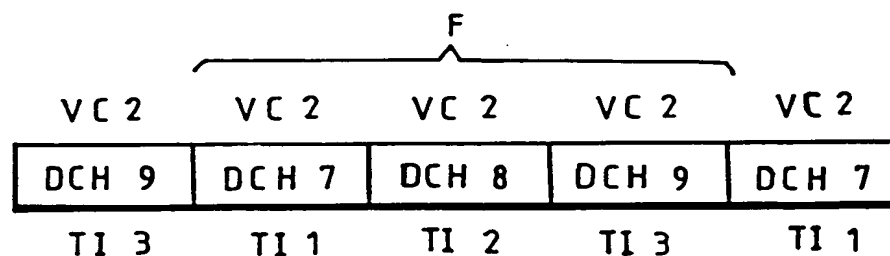 F
VC 2 VC 2 VC 2 VC 2 VC 2
DCH 9 DCH 7 DCH 8 DCH 9 DCH 7
TI 3 TI 1 TI 2 TI 3 TI 1